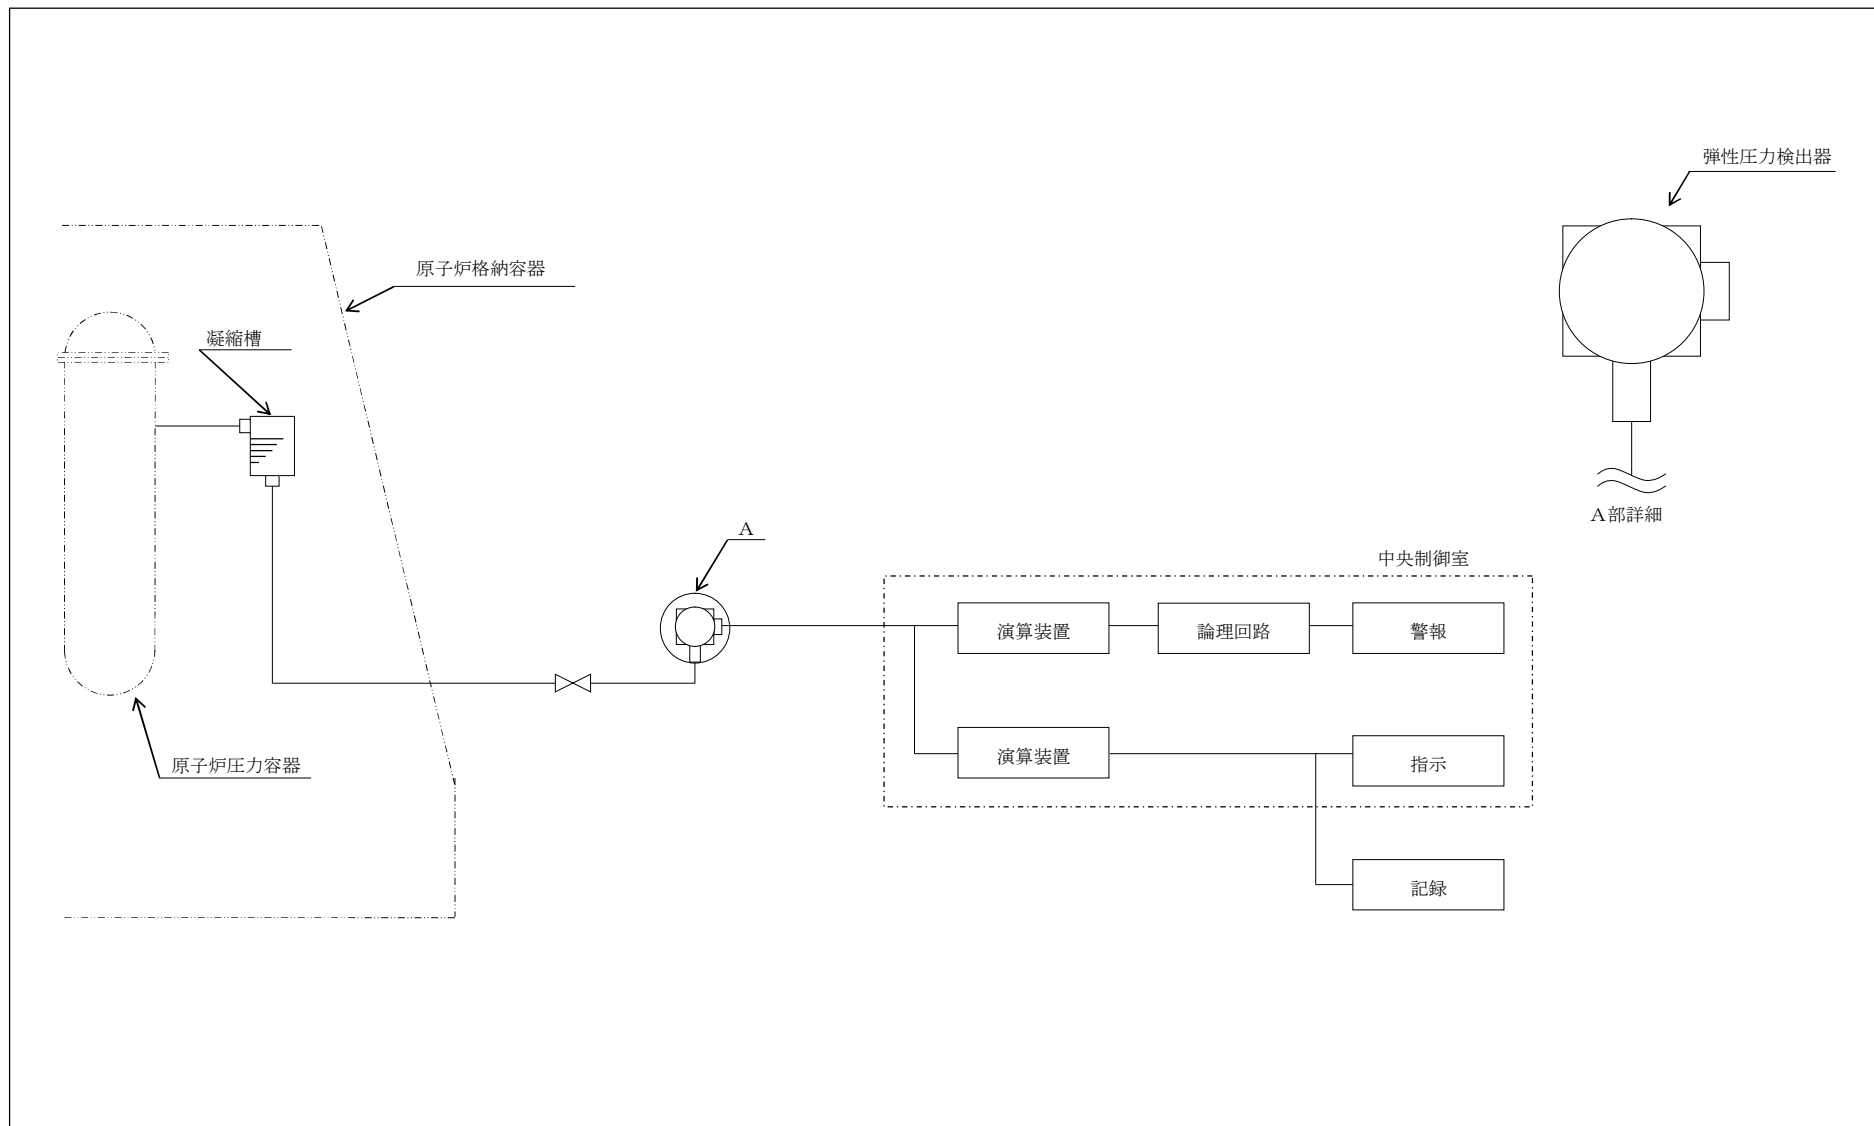 弾性圧力検出器
原子炉格納容器
凝縮槽
A部詳細
A
中央制御室
演算装置
論理回路
警報
演算装置
指示
原子炉圧力容器
記録